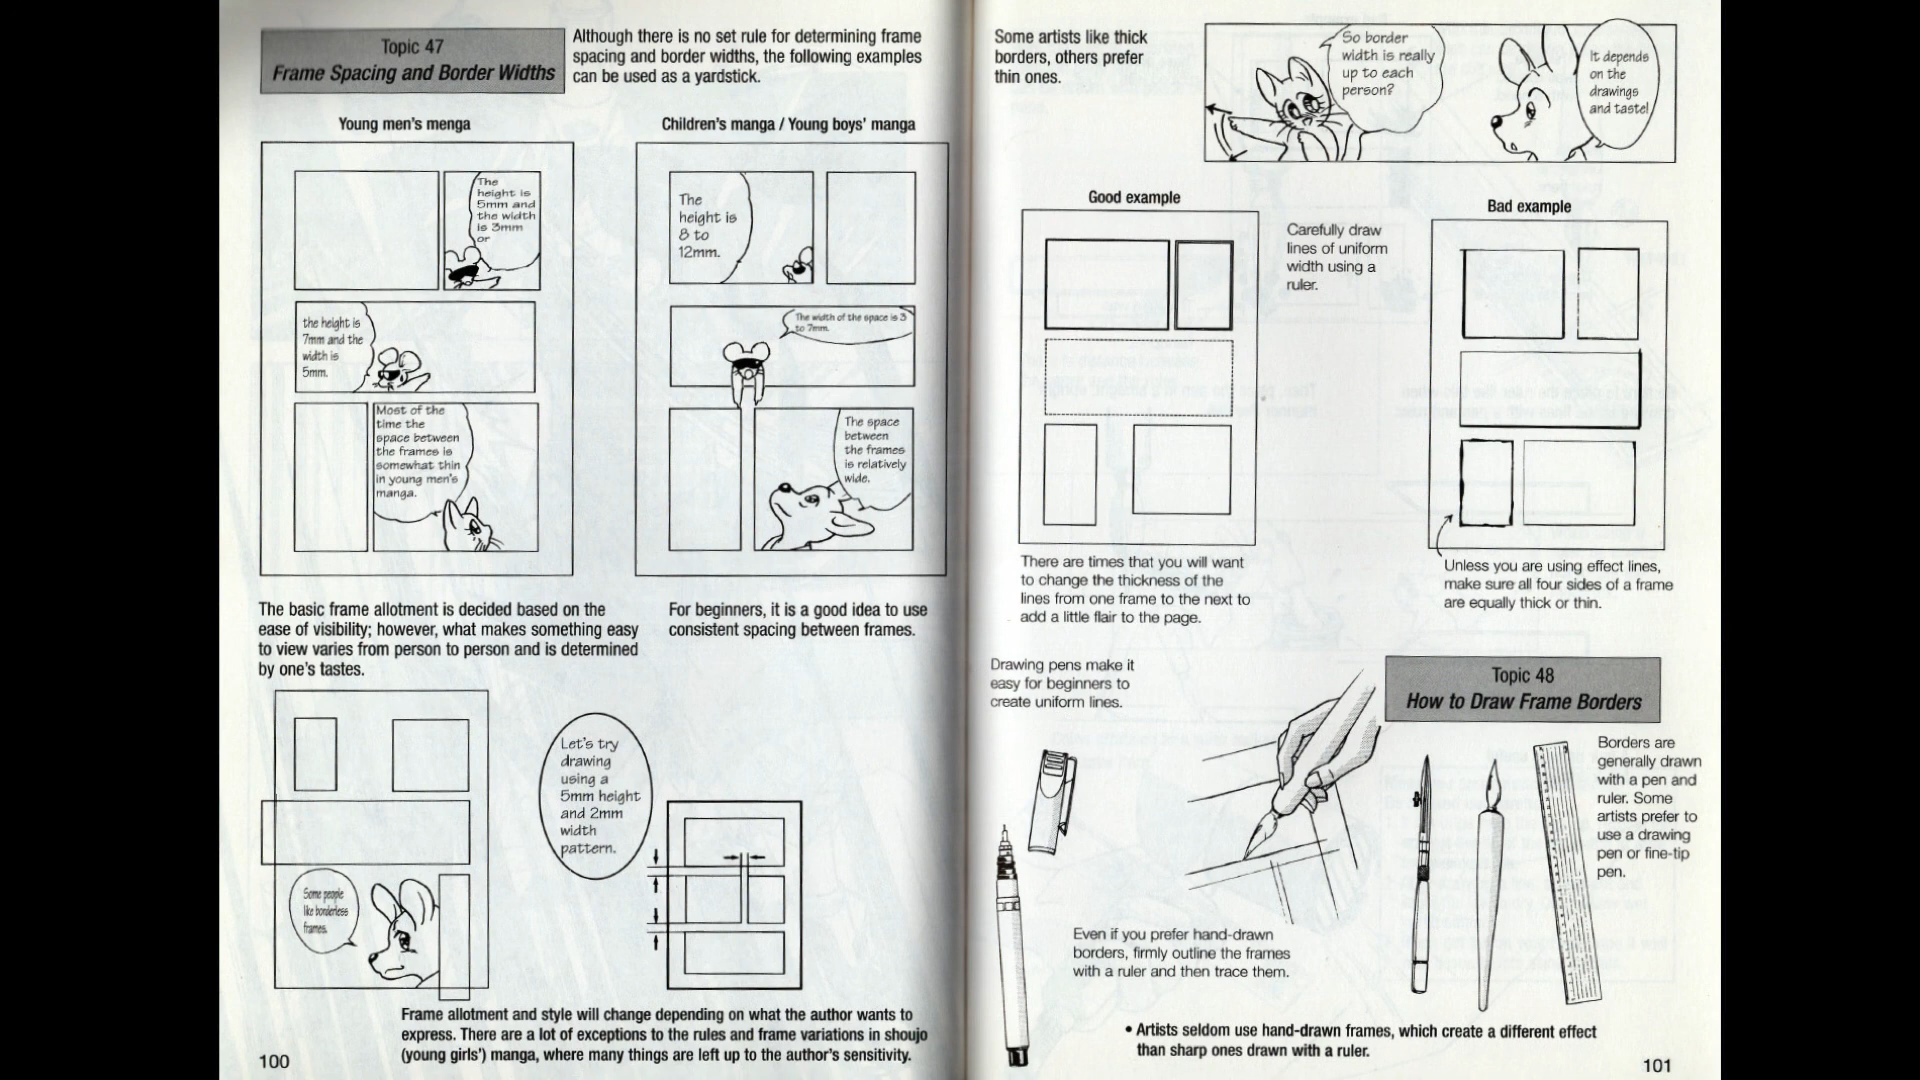 Topic 47
Frame Spacing and Border Widths
Although there is no set rule for determining frame
spacing and border widths, the following examples
can be used as a yardstick.
Young men's menga
The
height is
5mm and
the width
is 3mm
or
the height is
7mm and the
width is
5mm.
Most of the
time the
space between
the frames is
somewhat thin
in young men's
manga.
Children's manga / Young boys' manga
The
height is
8 to
12mm.
The width of the space is 3
to 7mm.
The space
between
the frames
is relatively
wide.
The basic frame allotment is decided based on the
ease of visibility; however, what makes something easy
to view varies from person to person and is determined
by one's tastes.
For beginners, it is a good idea to use
consistent spacing between frames.
Some people
like borderless
frames.
Let's try
drawing
using a
5mm height
and 2mm
width
pattern.
Frame allotment and style will change depending on what the author wants to
express. There are a lot of exceptions to the rules and frame variations in shoujo
(young girls') manga, where many things are left up to the author's sensitivity.
100
Some artists like thick
borders, others prefer
thin ones.
So border
width is really
up to each
person?
It depends
on the
drawings
and taste!
Good example
Carefully draw
lines of uniform
width using a
ruler.
Bad example
There are times that you will want
to change the thickness of the
lines from one frame to the next to
add a little flair to the page.
Unless you are using effect lines,
make sure all four sides of a frame
are equally thick or thin.
Drawing pens make it
easy for beginners to
create uniform lines.
Topic 48
How to Draw Frame Borders
Borders are
generally drawn
with a pen and
ruler. Some
artists prefer to
use a drawing
pen or fine-tip
pen.
Even if you prefer hand-drawn
borders, firmly outline the frames
with a ruler and then trace them.
• Artists seldom use hand-drawn frames, which create a different effect
than sharp ones drawn with a ruler.
101